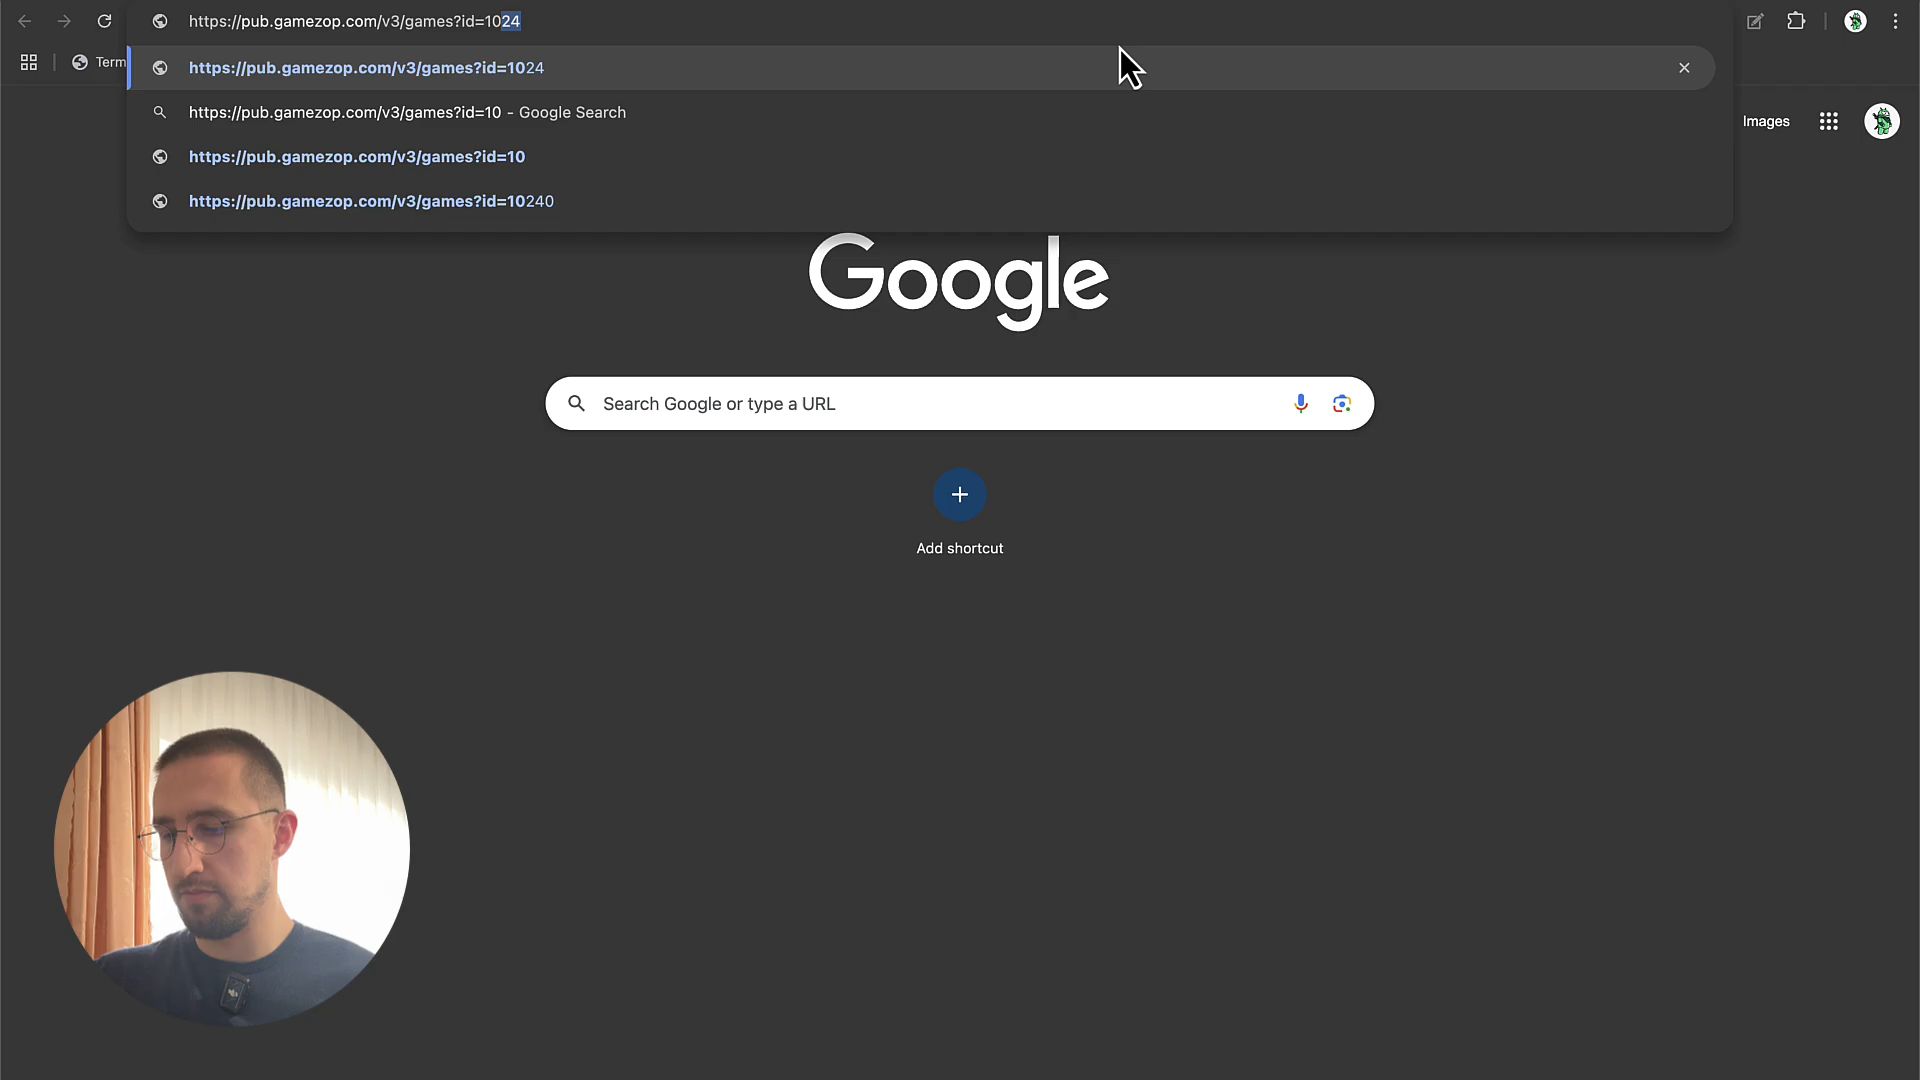 https://pub.gamezop.com/v3/games?id=1024
Term
https://pub.gamezop.com/v3/games?id=1024
https://pub.gamezop.com/v3/games?id=10 - Google Search
https://pub.gamezop.com/v3/games?id=10
https://pub.gamezop.com/v3/games?id=10240
Images
Google
Search Google or type a URL
Add shortcut